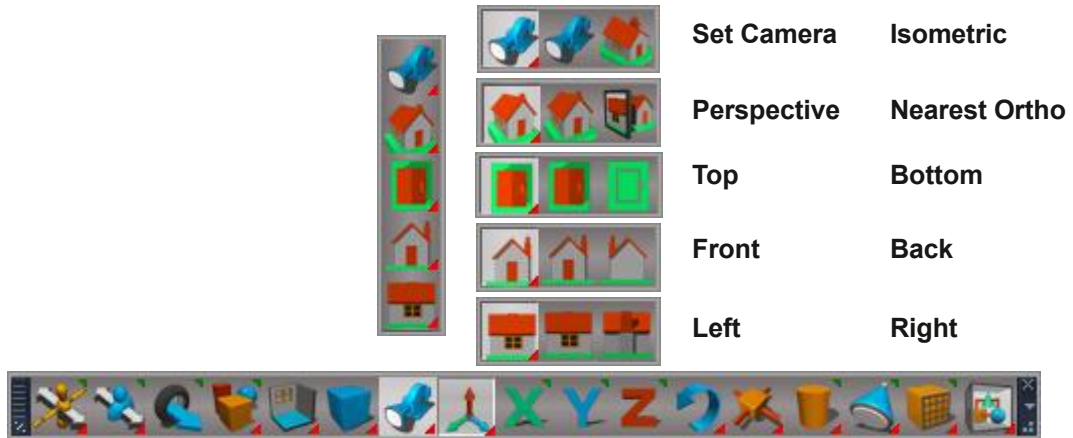 Set Camera Isometric
Perspective Nearest Ortho
Top Bottom
Front Back
Left Right
X Y Z